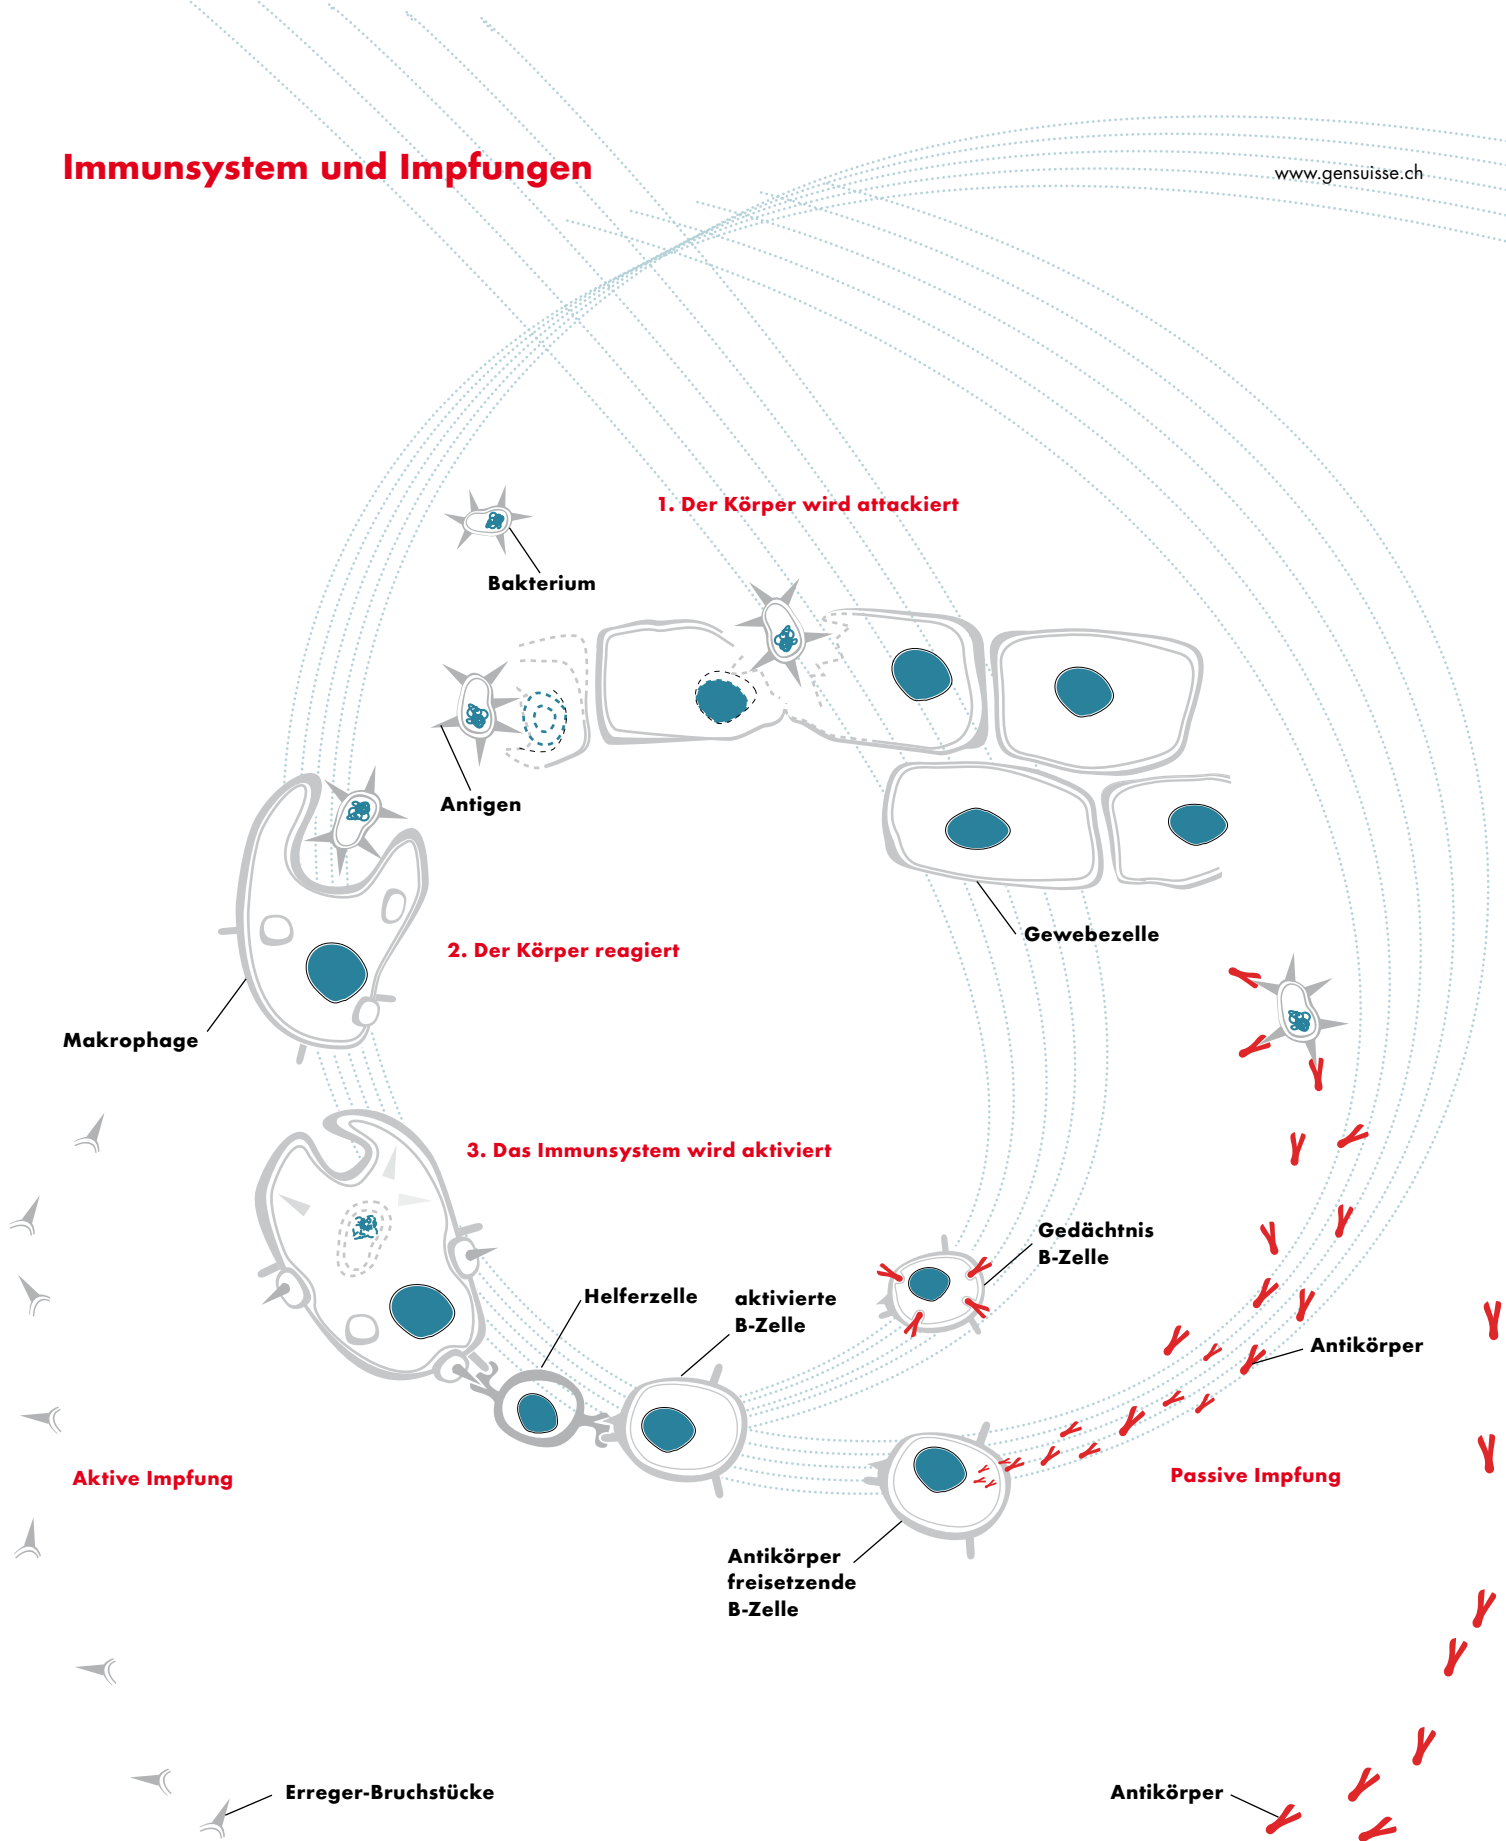 Immunsystem und Impfungen
www.gensuisse.ch
1. Der Körper wird attackiert
Bakterium
Antigen
Gewebezelle
2. Der Körper reagiert
Makrophage
3. Das Immunsystem wird aktiviert
Gedächtnis
B-Zelle
Helferzelle
aktivierte
B-Zelle
Antikörper
Aktive Impfung
Passive Impfung
Antikörper
freisetzende
B-Zelle
Erreger-Bruchstücke
Antikörper